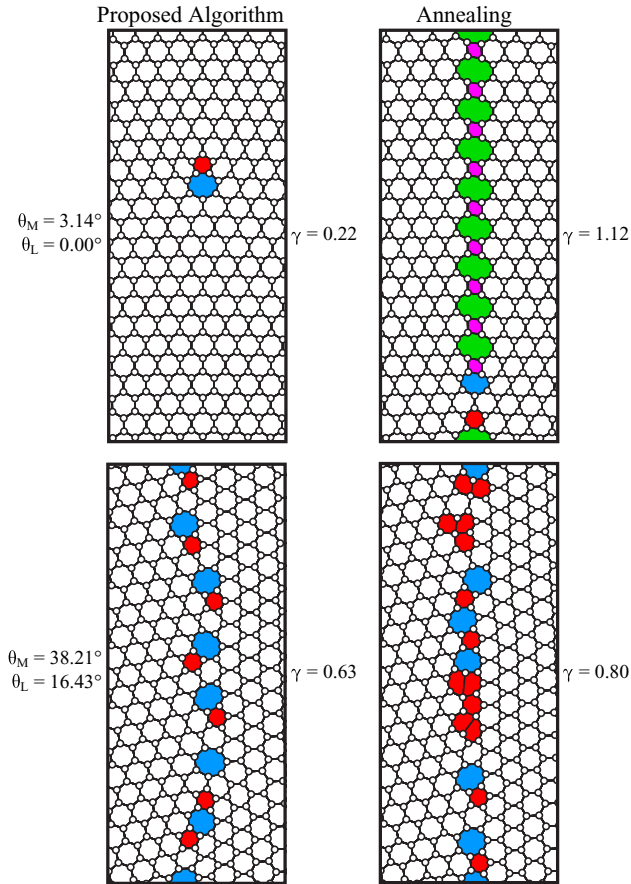 Proposed Algorithm
Annealing
θM = 3.14°
θL = 0.00°
γ = 0.22
γ = 1.12
θM = 38.21°
θL = 16.43°
γ = 0.63
γ = 0.80